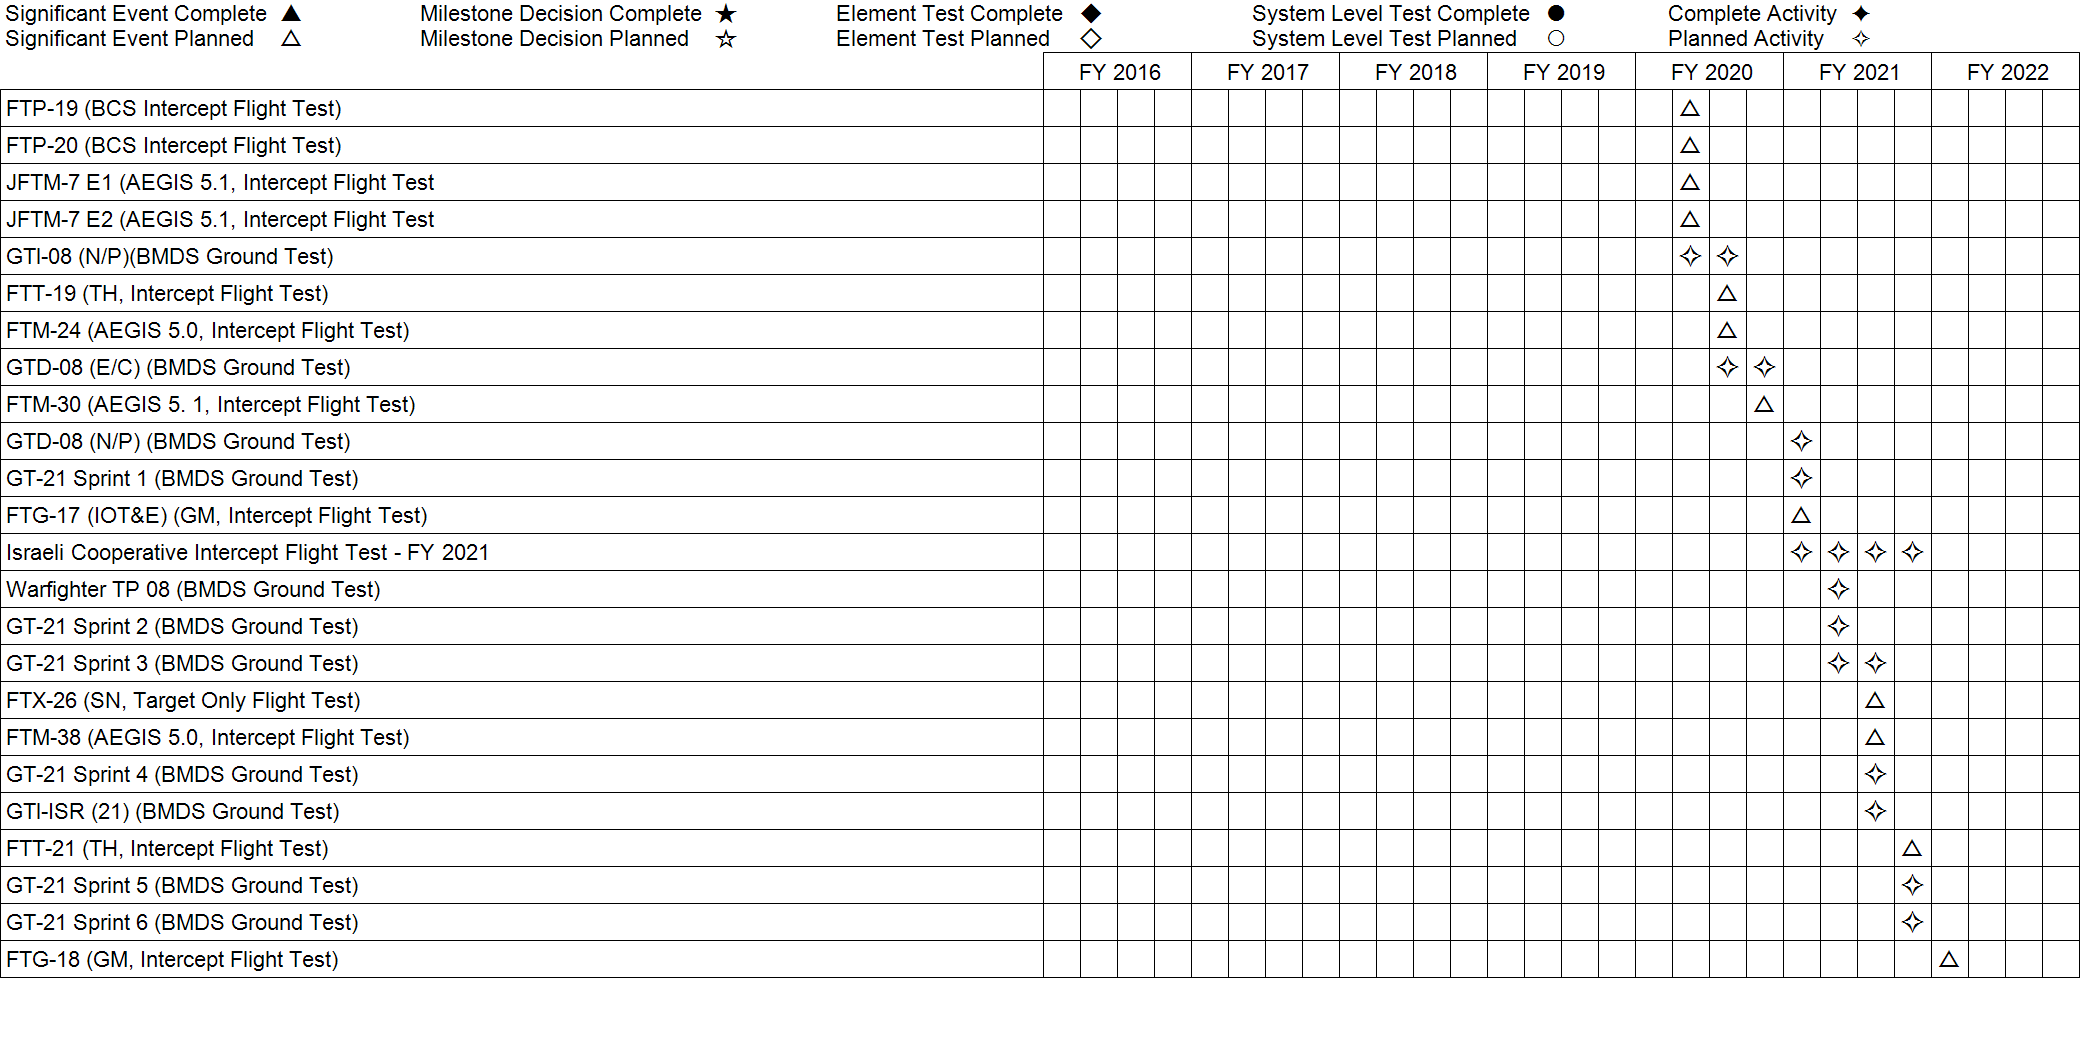 Significant Event Complete ▲ Milestone Decision Complete ★ Element Test Complete ◆ System Level Test Complete ● Complete Activity ✦
Significant Event Planned △ Milestone Decision Planned ☆ Element Test Planned ◇ System Level Test Planned ○ Planned Activity ✧
FY 2016 FY 2017 FY 2018 FY 2019 FY 2020 FY 2021 FY 2022
FTP-19 (BCS Intercept Flight Test) △
FTP-20 (BCS Intercept Flight Test) △
JFTM-7 E1 (AEGIS 5.1, Intercept Flight Test △
JFTM-7 E2 (AEGIS 5.1, Intercept Flight Test △
GTI-08 (N/P)(BMDS Ground Test) ✧ ✧
FTT-19 (TH, Intercept Flight Test) △
FTM-24 (AEGIS 5.0, Intercept Flight Test) △
GTD-08 (E/C) (BMDS Ground Test) ✧ ✧
FTM-30 (AEGIS 5. 1, Intercept Flight Test) △
GTD-08 (N/P) (BMDS Ground Test) ✧
GT-21 Sprint 1 (BMDS Ground Test) ✧
FTG-17 (IOT&E) (GM, Intercept Flight Test) △
Israeli Cooperative Intercept Flight Test - FY 2021 ✧ ✧ ✧ ✧
Warfighter TP 08 (BMDS Ground Test) ✧
GT-21 Sprint 2 (BMDS Ground Test) ✧
GT-21 Sprint 3 (BMDS Ground Test) ✧ ✧
FTX-26 (SN, Target Only Flight Test) △
FTM-38 (AEGIS 5.0, Intercept Flight Test) △
GT-21 Sprint 4 (BMDS Ground Test) ✧
GTI-ISR (21) (BMDS Ground Test) ✧
FTT-21 (TH, Intercept Flight Test) △
GT-21 Sprint 5 (BMDS Ground Test) ✧
GT-21 Sprint 6 (BMDS Ground Test) ✧
FTG-18 (GM, Intercept Flight Test) △